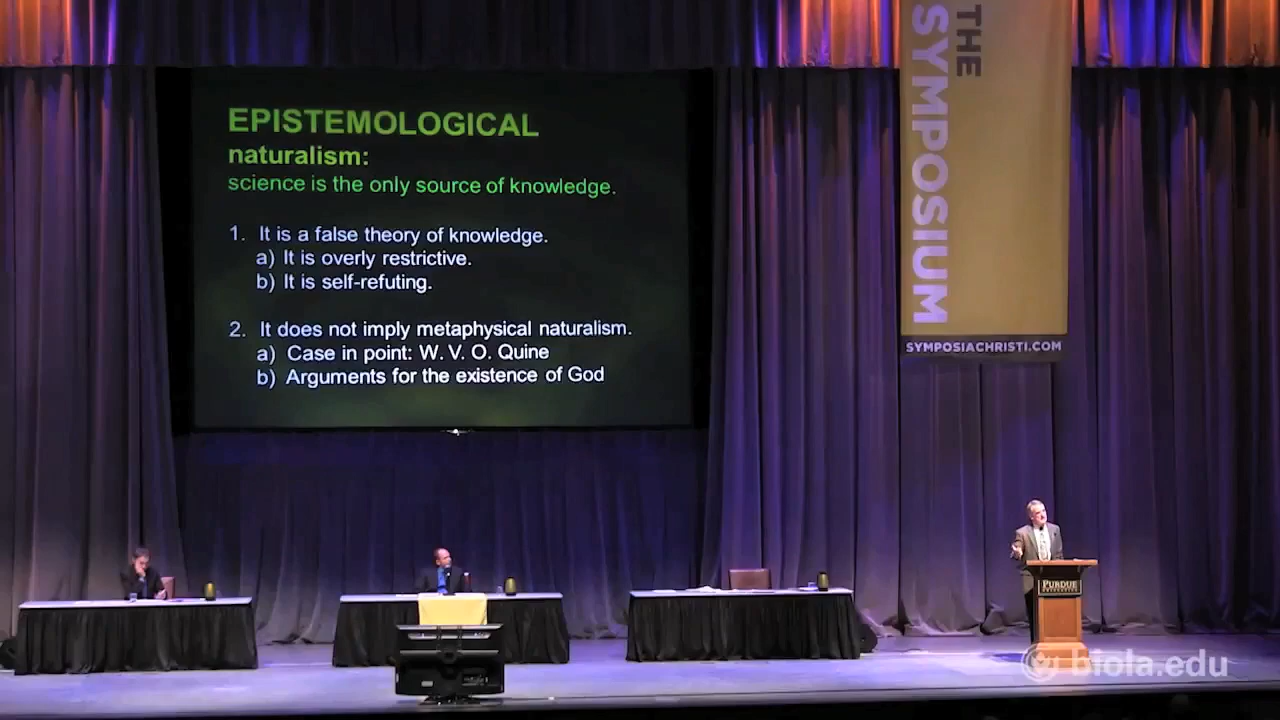 EPISTEMOLOGICAL
naturalism:
science is the only source of knowledge.
1. It is a false theory of knowledge.
a) It is overly restrictive.
b) It is self-refuting.
2. It does not imply metaphysical naturalism.
a) Case in point: W. V. O. Quine
b) Arguments for the existence of God
THE
SYMPOSIUM
SYMPOSIACHRISTI.COM
PURDUE
biola.edu